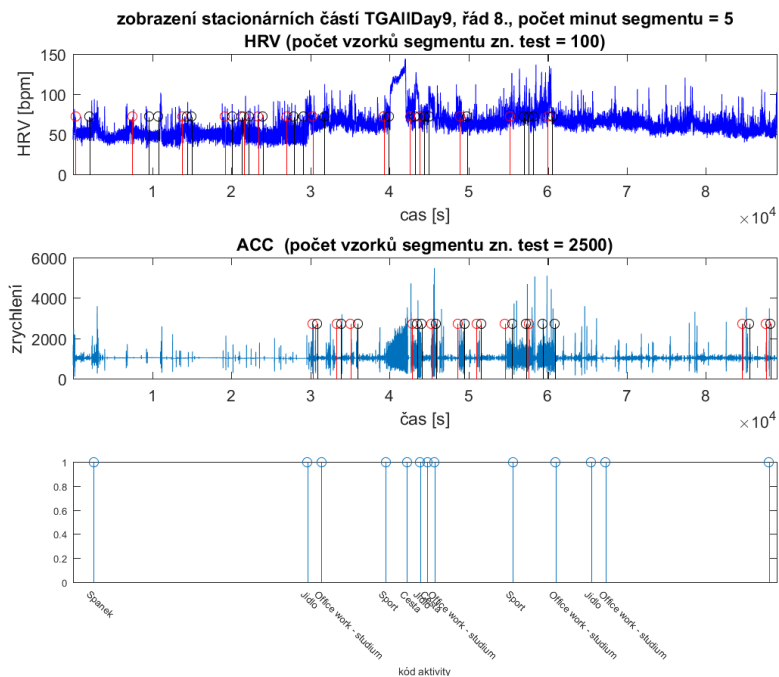 zobrazení stacionárních částí TGAllDay9, řád 8., počet minut segmentu = 5
HRV (počet vzorků segmentu zn. test = 100)
150
100
50
0
HRV [bpm]
1 2 3 4 5 6 7 8
×10⁴
cas [s]
ACC (počet vzorků segmentu zn. test = 2500)
6000
4000
2000
0
zrychlení
1 2 3 4 5 6 7 8
×10⁴
čas [s]
1
0.8
0.6
0.4
0.2
0
Spanek
Jidlo
Office work - studium
Sport
Cesta
Jidlo
Cesta
Office work - studium
Sport
Office work - studium
Jidlo
Office work - studium
kód aktivity